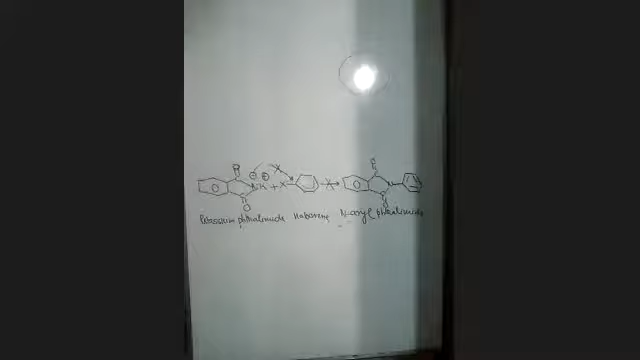 O O
⊖ ⊕
N K + X N
O O
Potassium phthalimide Halobenzene N-aryl phthalimide